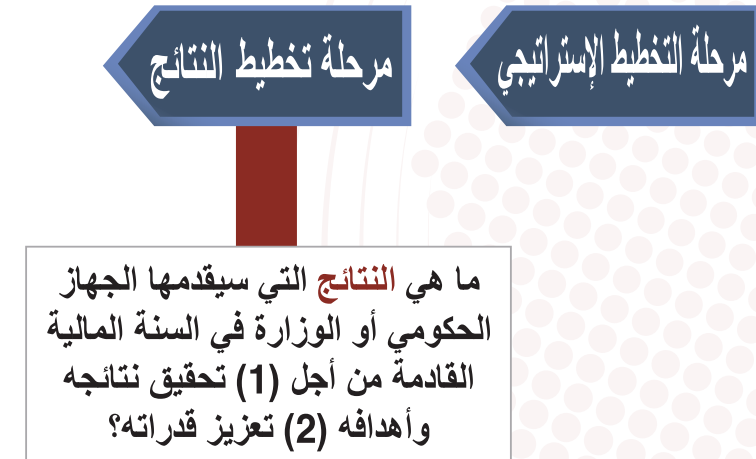 مرحلة التخطيط الإستراتيجي
مرحلة تخطيط النتائج
ما هي النتائج التي سيقدمها الجهاز
الحكومي أو الوزارة في السنة المالية
القادمة من أجل (1) تحقيق نتائجه
وأهدافه (2) تعزيز قدراته؟